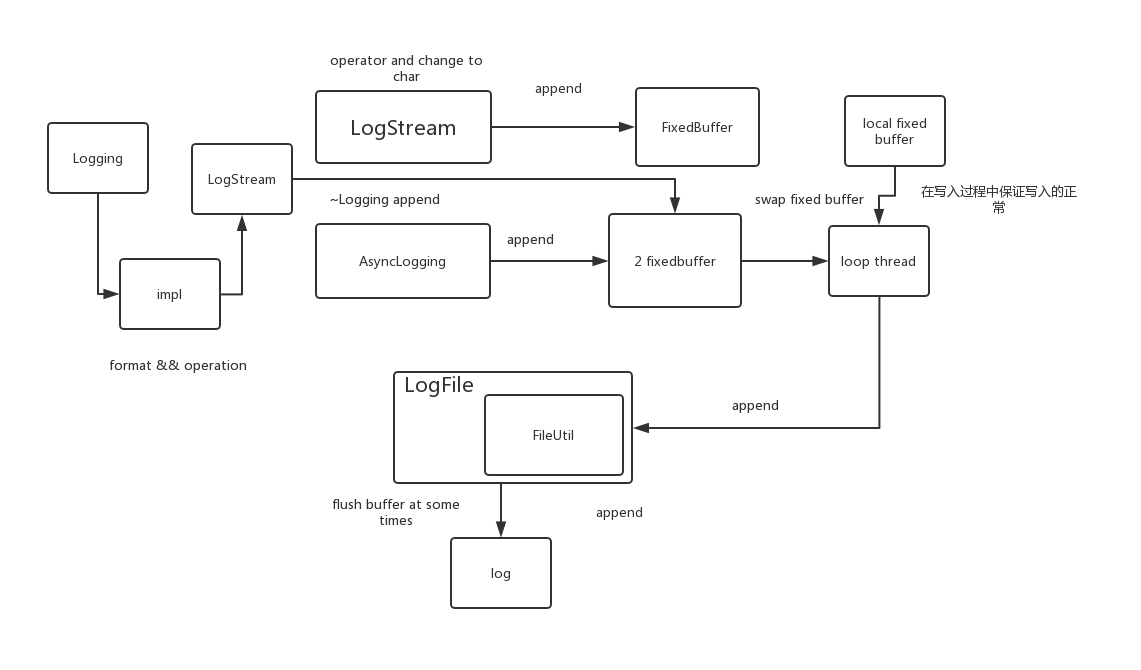 operator and change to
char
append
LogStream
FixedBuffer
local fixed
buffer
Logging
LogStream
~Logging append
swap fixed buffer
在写入过程中保证写入的正
常
append
AsyncLogging
2 fixedbuffer
loop thread
impl
format && operation
LogFile
append
FileUtil
flush buffer at some
times
append
log